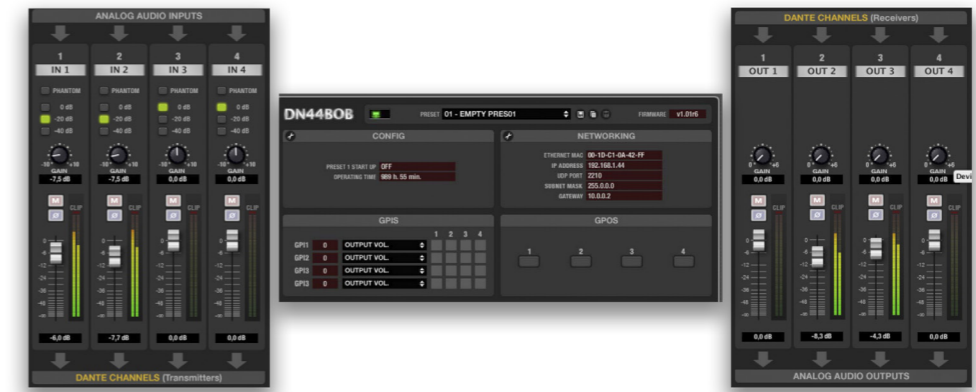 ANALOG AUDIO INPUTS
1 2 3 4
IN 1 IN 2 IN 3 IN 4
PHANTOM PHANTOM PHANTOM PHANTOM
0 dB 0 dB 0 dB 0 dB
-20 dB -20 dB -20 dB -20 dB
-40 dB -40 dB -40 dB -40 dB
GAIN GAIN GAIN GAIN
-7,5 dB -7,5 dB 0,0 dB 0,0 dB
M M M M
CLIP CLIP CLIP CLIP
Ø Ø Ø Ø
-6,0 dB -7,7 dB 0,0 dB 0,0 dB
DANTE CHANNELS (Transmitters)
DN44BOB PRESET 01 - EMPTY PRES01 FIRMWARE v1.01r6
CONFIG
PRESET 1 START UP OFF
OPERATING TIME 989 h. 55 min.
NETWORKING
ETHERNET MAC 00-1D-C1-0A-42-FF
IP ADDRESS 192.168.1.44
UDP PORT 2210
SUBNET MASK 255.0.0.0
GATEWAY 10.0.0.2
GPIS
1 2 3 4
GPI1 0 OUTPUT VOL.
GPI2 0 OUTPUT VOL.
GPI3 0 OUTPUT VOL.
GPI3 0 OUTPUT VOL.
GPOS
1 2 3 4
DANTE CHANNELS (Receivers)
1 2 3 4
OUT 1 OUT 2 OUT 3 OUT 4
GAIN GAIN GAIN GAIN
0,0 dB 0,0 dB 0,0 dB 0,0 dB
Devi
M M M M
CLIP CLIP CLIP CLIP
Ø Ø Ø Ø
0,0 dB -8,3 dB -4,3 dB 0,0 dB
ANALOG AUDIO OUTPUTS